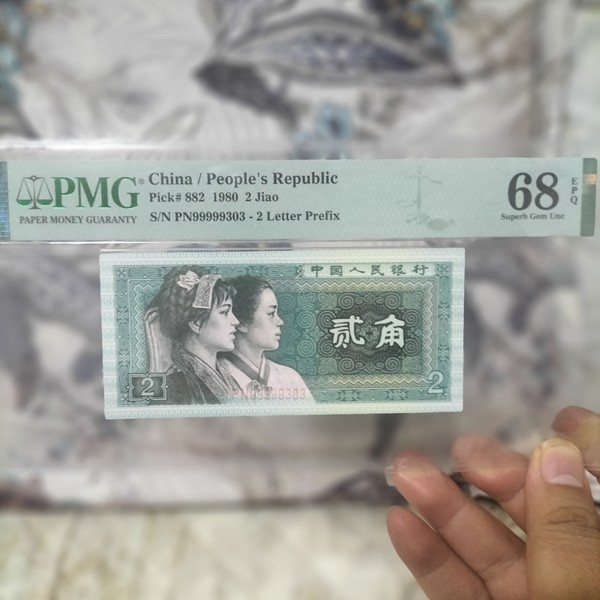 PMG
PAPER MONEY GUARANTY
China / People's Republic
Pick# 882 1980 2 Jiao
S/N PN99999303 - 2 Letter Prefix
68
EPQ
Superb Gem Unc
中国人民银行
贰角
PN99999303
2
2